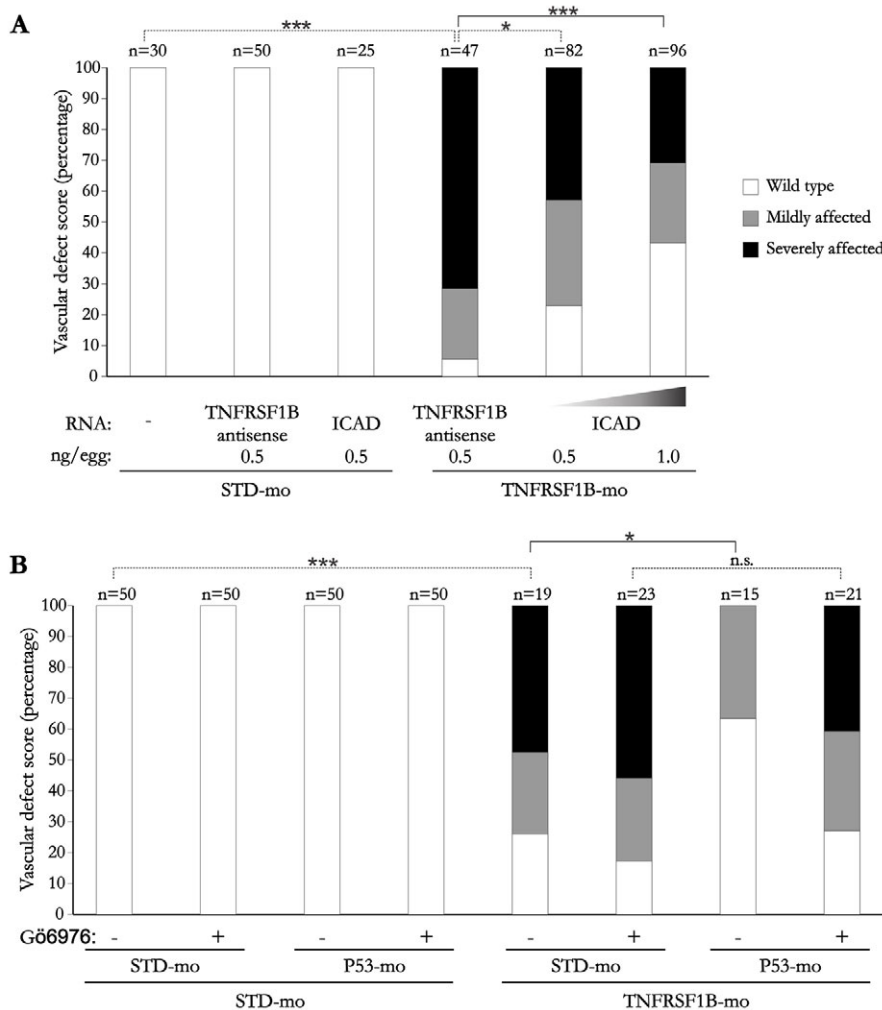 A
***
***
*
n=30 n=50 n=25 n=47 n=82 n=96
Vascular defect score (percentage)
100
90
80
70
60
50
40
30
20
10
0
Wild type
Mildly affected
Severely affected
RNA: - TNFRSF1B antisense ICAD TNFRSF1B antisense ICAD
ng/egg: 0.5 0.5 0.5 0.5 1.0
STD-mo TNFRSF1B-mo
B
*
***
n.s.
n=50 n=50 n=50 n=50 n=19 n=23 n=15 n=21
Vascular defect score (percentage)
100
90
80
70
60
50
40
30
20
10
0
Gö6976: - + - + - + - +
STD-mo P53-mo STD-mo P53-mo
STD-mo TNFRSF1B-mo